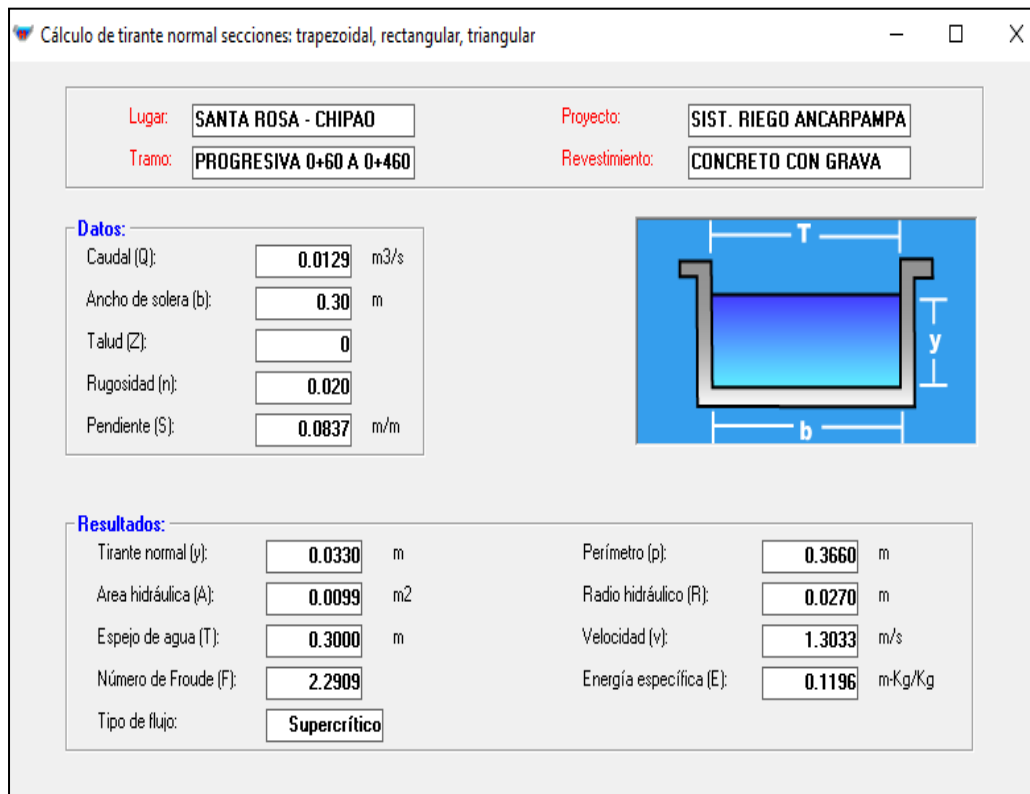 Cálculo de tirante normal secciones: trapezoidal, rectangular, triangular
Lugar: SANTA ROSA - CHIPAO Proyecto: SIST. RIEGO ANCARPAMPA
Tramo: PROGRESIVA 0+60 A 0+460 Revestimiento: CONCRETO CON GRAVA
Datos:
Caudal (Q): 0.0129 m3/s
Ancho de solera (b): 0.30 m
Talud (Z): 0
Rugosidad (n): 0.020
Pendiente (S): 0.0837 m/m
T
y
b
Resultados:
Tirante normal (y): 0.0330 m Perímetro (p): 0.3660 m
Area hidráulica (A): 0.0099 m2 Radio hidráulico (R): 0.0270 m
Espejo de agua (T): 0.3000 m Velocidad (v): 1.3033 m/s
Número de Froude (F): 2.2909 Energía específica (E): 0.1196 m-Kg/Kg
Tipo de flujo: Supercrítico